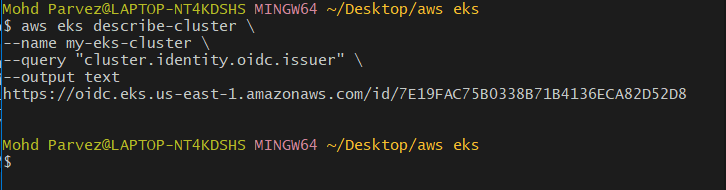 Mohd Parvez@LAPTOP-NT4KDSHS MINGW64 ~/Desktop/aws eks
$ aws eks describe-cluster \
--name my-eks-cluster \
--query "cluster.identity.oidc.issuer" \
--output text
https://oidc.eks.us-east-1.amazonaws.com/id/7E19FAC75B0338B71B4136ECA82D52D8
Mohd Parvez@LAPTOP-NT4KDSHS MINGW64 ~/Desktop/aws eks
$